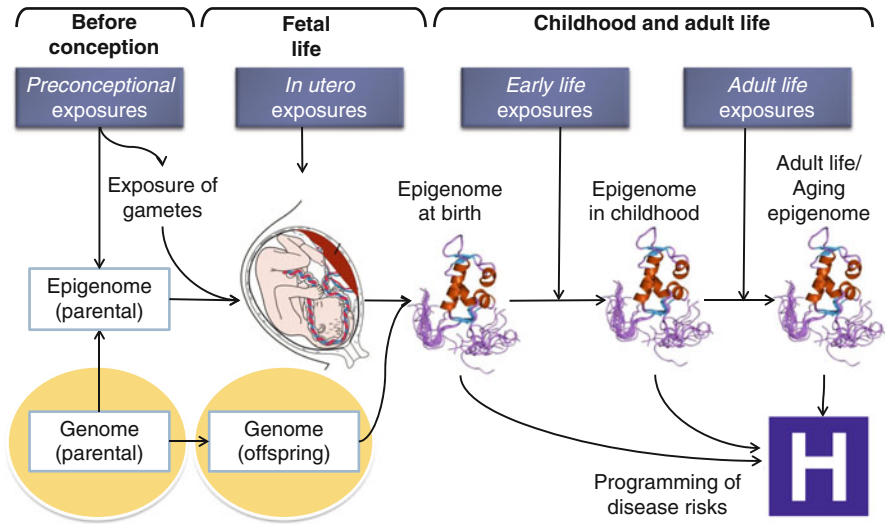 Before
conception
Fetal
life
Childhood and adult life
Preconceptional
exposures
In utero
exposures
Early life
exposures
Adult life
exposures
Exposure of
gametes
Epigenome
at birth
Epigenome
in childhood
Adult life/
Aging
epigenome
Epigenome
(parental)
Genome
(parental)
Genome
(offspring)
Programming of
disease risks
H